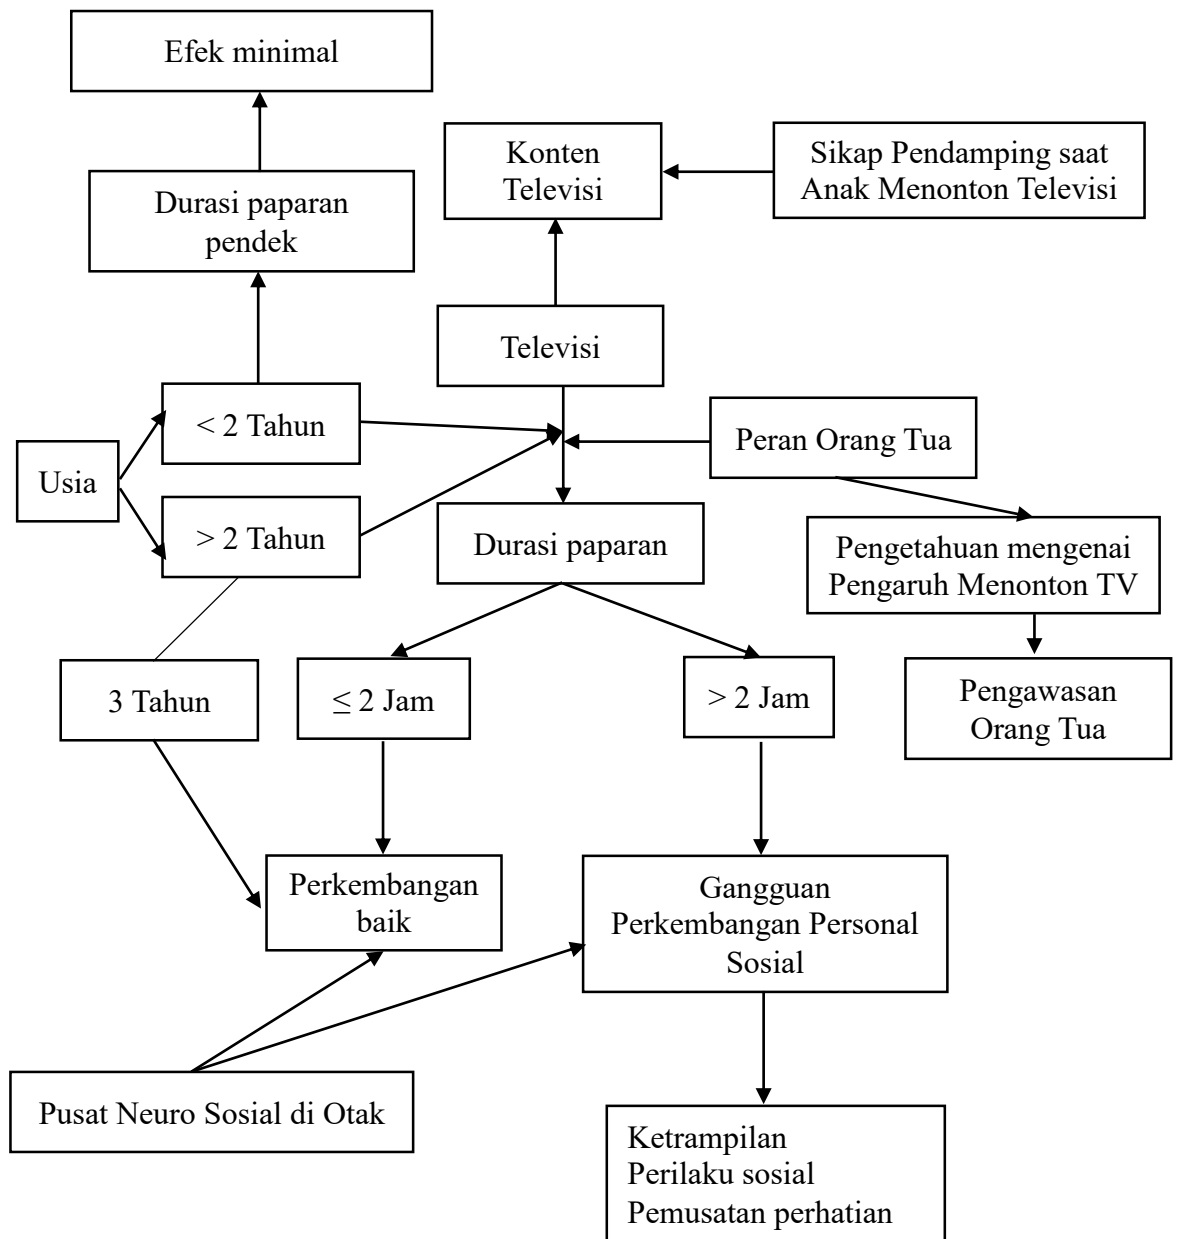 Efek minimal
Konten
Televisi
Sikap Pendamping saat
Anak Menonton Televisi
Durasi paparan
pendek
Televisi
< 2 Tahun
Peran Orang Tua
Usia
> 2 Tahun
Durasi paparan
Pengetahuan mengenai
Pengaruh Menonton TV
3 Tahun
≤ 2 Jam
> 2 Jam
Pengawasan
Orang Tua
Perkembangan
baik
Gangguan
Perkembangan Personal
Sosial
Pusat Neuro Sosial di Otak
Ketrampilan
Perilaku sosial
Pemusatan perhatian